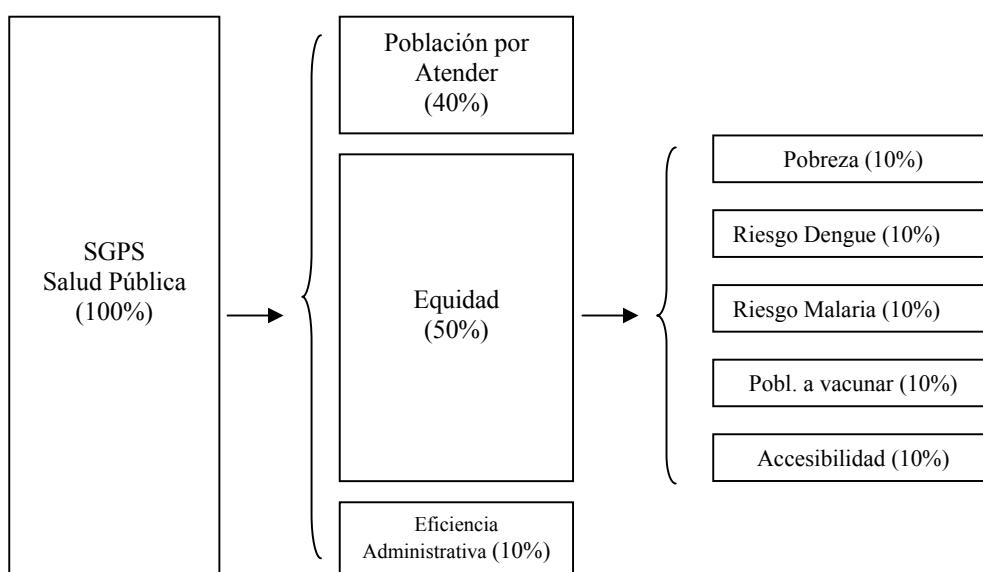 SGPS
Salud Pública
(100%)
Población por
Atender
(40%)
Equidad
(50%)
Eficiencia
Administrativa (10%)
Pobreza (10%)
Riesgo Dengue (10%)
Riesgo Malaria (10%)
Pobl. a vacunar (10%)
Accesibilidad (10%)